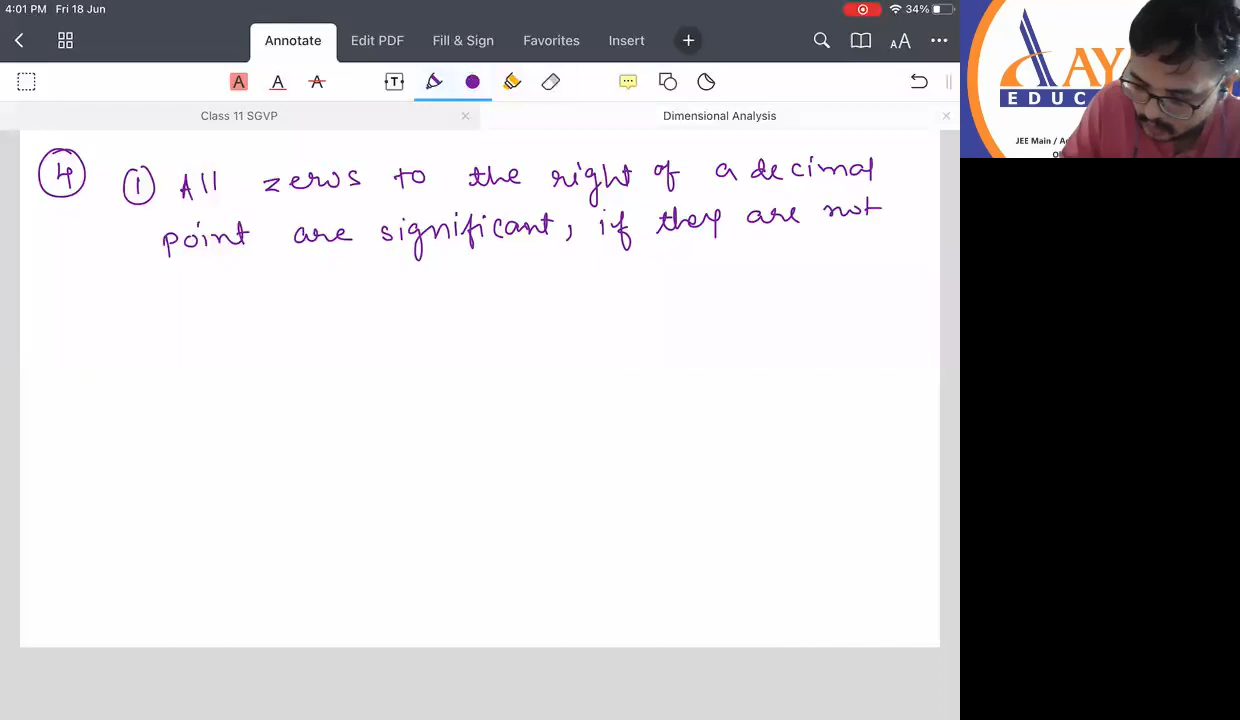 4:01 PM Fri 18 Jun
34%
Annotate Edit PDF Fill & Sign Favorites Insert
Class 11 SGVP
Dimensional Analysis
④ ① All zeros to the right of a decimal
point are significant, if they are not
AY
EDUC
JEE Main /